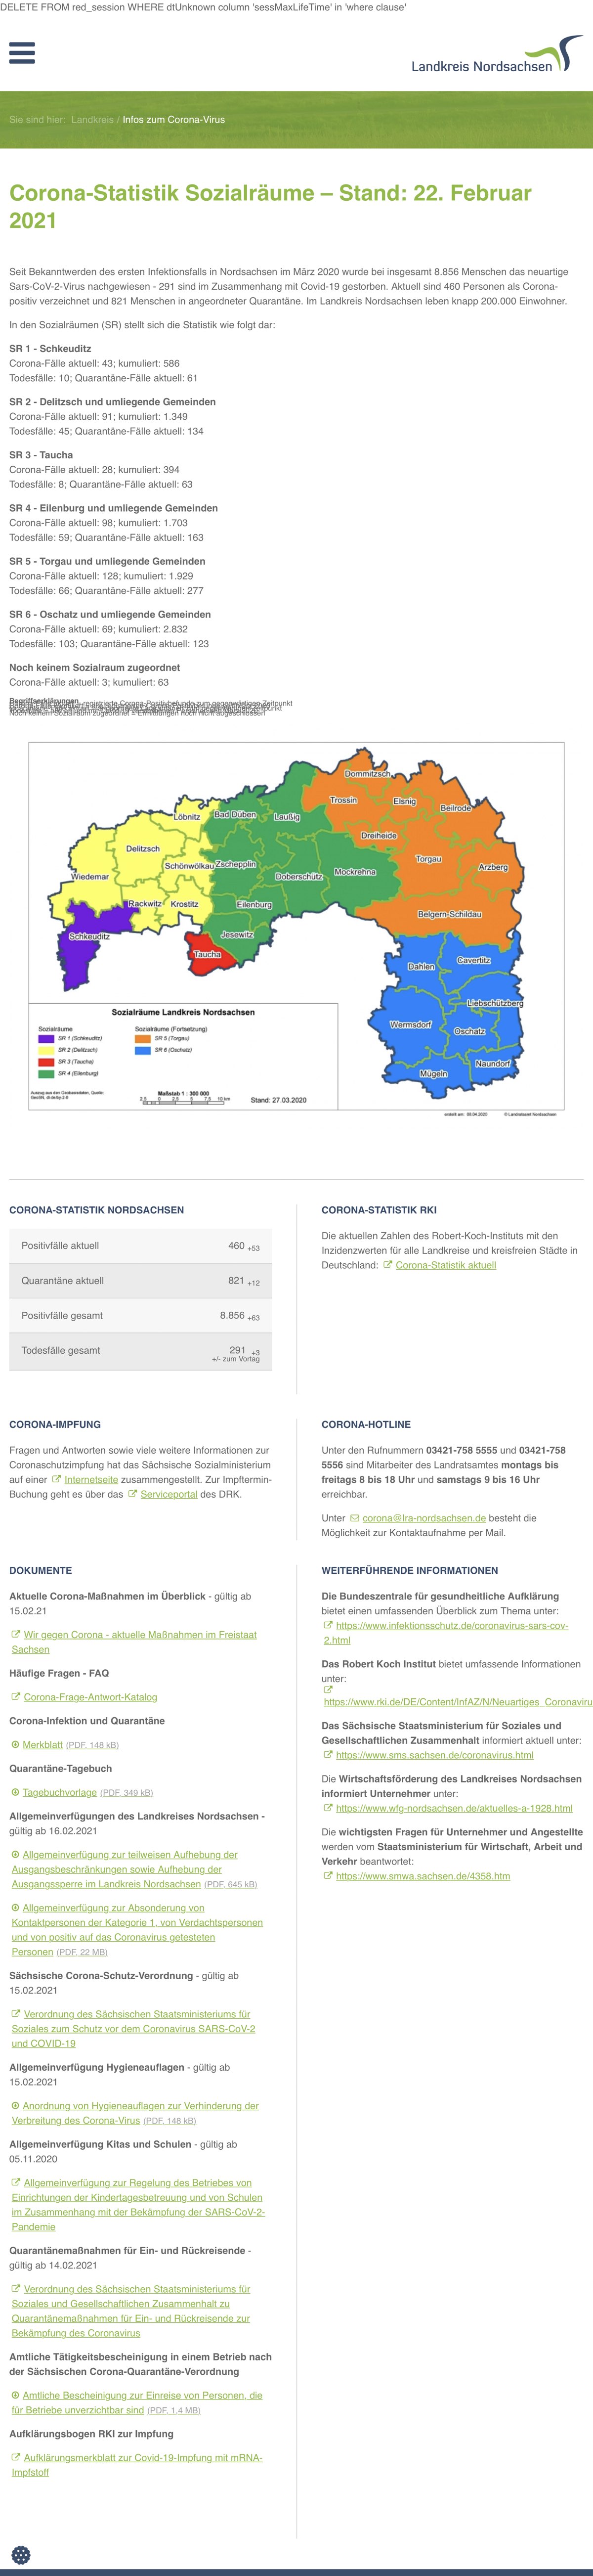 DELETE FROM red_session WHERE dtUnknown column 'sessMaxLifeTime' in 'where clause'
Landkreis Nordsachsen
Sie sind hier: Landkreis / Infos zum Corona-Virus
Corona-Statistik Sozialräume – Stand: 22. Februar
2021
Seit Bekanntwerden des ersten Infektionsfalls in Nordsachsen im März 2020 wurde bei insgesamt 8.856 Menschen das neuartige
Sars-CoV-2-Virus nachgewiesen - 291 sind im Zusammenhang mit Covid-19 gestorben. Aktuell sind 460 Personen als Corona-
positiv verzeichnet und 821 Menschen in angeordneter Quarantäne. Im Landkreis Nordsachsen leben knapp 200.000 Einwohner.
In den Sozialräumen (SR) stellt sich die Statistik wie folgt dar:
SR 1 - Schkeuditz
Corona-Fälle aktuell: 43; kumuliert: 586
Todesfälle: 10; Quarantäne-Fälle aktuell: 61
SR 2 - Delitzsch und umliegende Gemeinden
Corona-Fälle aktuell: 91; kumuliert: 1.349
Todesfälle: 45; Quarantäne-Fälle aktuell: 134
SR 3 - Taucha
Corona-Fälle aktuell: 28; kumuliert: 394
Todesfälle: 8; Quarantäne-Fälle aktuell: 63
SR 4 - Eilenburg und umliegende Gemeinden
Corona-Fälle aktuell: 98; kumuliert: 1.703
Todesfälle: 59; Quarantäne-Fälle aktuell: 163
SR 5 - Torgau und umliegende Gemeinden
Corona-Fälle aktuell: 128; kumuliert: 1.929
Todesfälle: 66; Quarantäne-Fälle aktuell: 277
SR 6 - Oschatz und umliegende Gemeinden
Corona-Fälle aktuell: 69; kumuliert: 2.832
Todesfälle: 103; Quarantäne-Fälle aktuell: 123
Noch keinem Sozialraum zugeordnet
Corona-Fälle aktuell: 3; kumuliert: 63
Begriffserklärungen
Noch keinem Sozialraum zugeordnet = Ermittlungen noch nicht abgeschlossen
Dommitzsch
Trossin
Elsnig
Beilrode
Löbnitz
Bad Düben
Laußig
Dreiheide
Delitzsch
Torgau
Schönwölkau
Zschepplin
Arzberg
Wiedemar
Doberschütz
Mockrehna
Rackwitz
Krostitz
Eilenburg
Belgern-Schildau
Schkeuditz
Jesewitz
Taucha
Dahlen
Cavertitz
Liebschützberg
Wermsdorf
Oschatz
Naundorf
Mügeln
Sozialräume Landkreis Nordsachsen
Sozialräume
Sozialräume (Fortsetzung)
SR 1 (Schkeuditz)
SR 5 (Torgau)
SR 2 (Delitzsch)
SR 6 (Oschatz)
SR 3 (Taucha)
SR 4 (Eilenburg)
Auszug aus den Geobasisdaten, Quelle:
GeoSN, dl-de/by-2-0
Maßstab 1 : 300 000
2,5 0 2,5 5 7,5 10 km
Stand: 27.03.2020
erstellt am: 09.04.2020 © Landratsamt Nordsachsen
CORONA-STATISTIK NORDSACHSEN
Positivfälle aktuell 460 +53
Quarantäne aktuell 821 +12
Positivfälle gesamt 8.856 +63
Todesfälle gesamt 291 +3
+/- zum Vortag
CORONA-STATISTIK RKI
Die aktuellen Zahlen des Robert-Koch-Instituts mit den
Inzidenzwerten für alle Landkreise und kreisfreien Städte in
Deutschland: Corona-Statistik aktuell
CORONA-IMPFUNG
Fragen und Antworten sowie viele weitere Informationen zur
Coronaschutzimpfung hat das Sächsische Sozialministerium
auf einer Internetseite zusammengestellt. Zur Impftermin-
Buchung geht es über das Serviceportal des DRK.
CORONA-HOTLINE
Unter den Rufnummern 03421-758 5555 und 03421-758
5556 sind Mitarbeiter des Landratsamtes montags bis
freitags 8 bis 18 Uhr und samstags 9 bis 16 Uhr
erreichbar.
Unter corona@lra-nordsachsen.de besteht die
Möglichkeit zur Kontaktaufnahme per Mail.
DOKUMENTE
Aktuelle Corona-Maßnahmen im Überblick - gültig ab
15.02.21
Wir gegen Corona - aktuelle Maßnahmen im Freistaat
Sachsen
Häufige Fragen - FAQ
Corona-Frage-Antwort-Katalog
Corona-Infektion und Quarantäne
Merkblatt (PDF, 148 kB)
Quarantäne-Tagebuch
Tagebuchvorlage (PDF, 349 kB)
Allgemeinverfügungen des Landkreises Nordsachsen -
gültig ab 16.02.2021
Allgemeinverfügung zur teilweisen Aufhebung der
Ausgangsbeschränkungen sowie Aufhebung der
Ausgangssperre im Landkreis Nordsachsen (PDF, 645 kB)
Allgemeinverfügung zur Absonderung von
Kontaktpersonen der Kategorie 1, von Verdachtspersonen
und von positiv auf das Coronavirus getesteten
Personen (PDF, 22 MB)
Sächsische Corona-Schutz-Verordnung - gültig ab
15.02.2021
Verordnung des Sächsischen Staatsministeriums für
Soziales zum Schutz vor dem Coronavirus SARS-CoV-2
und COVID-19
Allgemeinverfügung Hygieneauflagen - gültig ab
15.02.2021
Anordnung von Hygieneauflagen zur Verhinderung der
Verbreitung des Corona-Virus (PDF, 148 kB)
Allgemeinverfügung Kitas und Schulen - gültig ab
05.11.2020
Allgemeinverfügung zur Regelung des Betriebes von
Einrichtungen der Kindertagesbetreuung und von Schulen
im Zusammenhang mit der Bekämpfung der SARS-CoV-2-
Pandemie
Quarantänemaßnahmen für Ein- und Rückreisende -
gültig ab 14.02.2021
Verordnung des Sächsischen Staatsministeriums für
Soziales und Gesellschaftlichen Zusammenhalt zu
Quarantänemaßnahmen für Ein- und Rückreisende zur
Bekämpfung des Coronavirus
Amtliche Tätigkeitsbescheinigung in einem Betrieb nach
der Sächsischen Corona-Quarantäne-Verordnung
Amtliche Bescheinigung zur Einreise von Personen, die
für Betriebe unverzichtbar sind (PDF, 1,4 MB)
Aufklärungsbogen RKI zur Impfung
Aufklärungsmerkblatt zur Covid-19-Impfung mit mRNA-
Impfstoff
WEITERFÜHRENDE INFORMATIONEN
Die Bundeszentrale für gesundheitliche Aufklärung
bietet einen umfassenden Überblick zum Thema unter:
https://www.infektionsschutz.de/coronavirus-sars-cov-
2.html
Das Robert Koch Institut bietet umfassende Informationen
unter:
https://www.rki.de/DE/Content/InfAZ/N/Neuartiges_Coronaviru
Das Sächsische Staatsministerium für Soziales und
Gesellschaftlichen Zusammenhalt informiert aktuell unter:
https://www.sms.sachsen.de/coronavirus.html
Die Wirtschaftsförderung des Landkreises Nordsachsen
informiert Unternehmer unter:
https://www.wfg-nordsachsen.de/aktuelles-a-1928.html
Die wichtigsten Fragen für Unternehmer und Angestellte
werden vom Staatsministerium für Wirtschaft, Arbeit und
Verkehr beantwortet:
https://www.smwa.sachsen.de/4358.htm